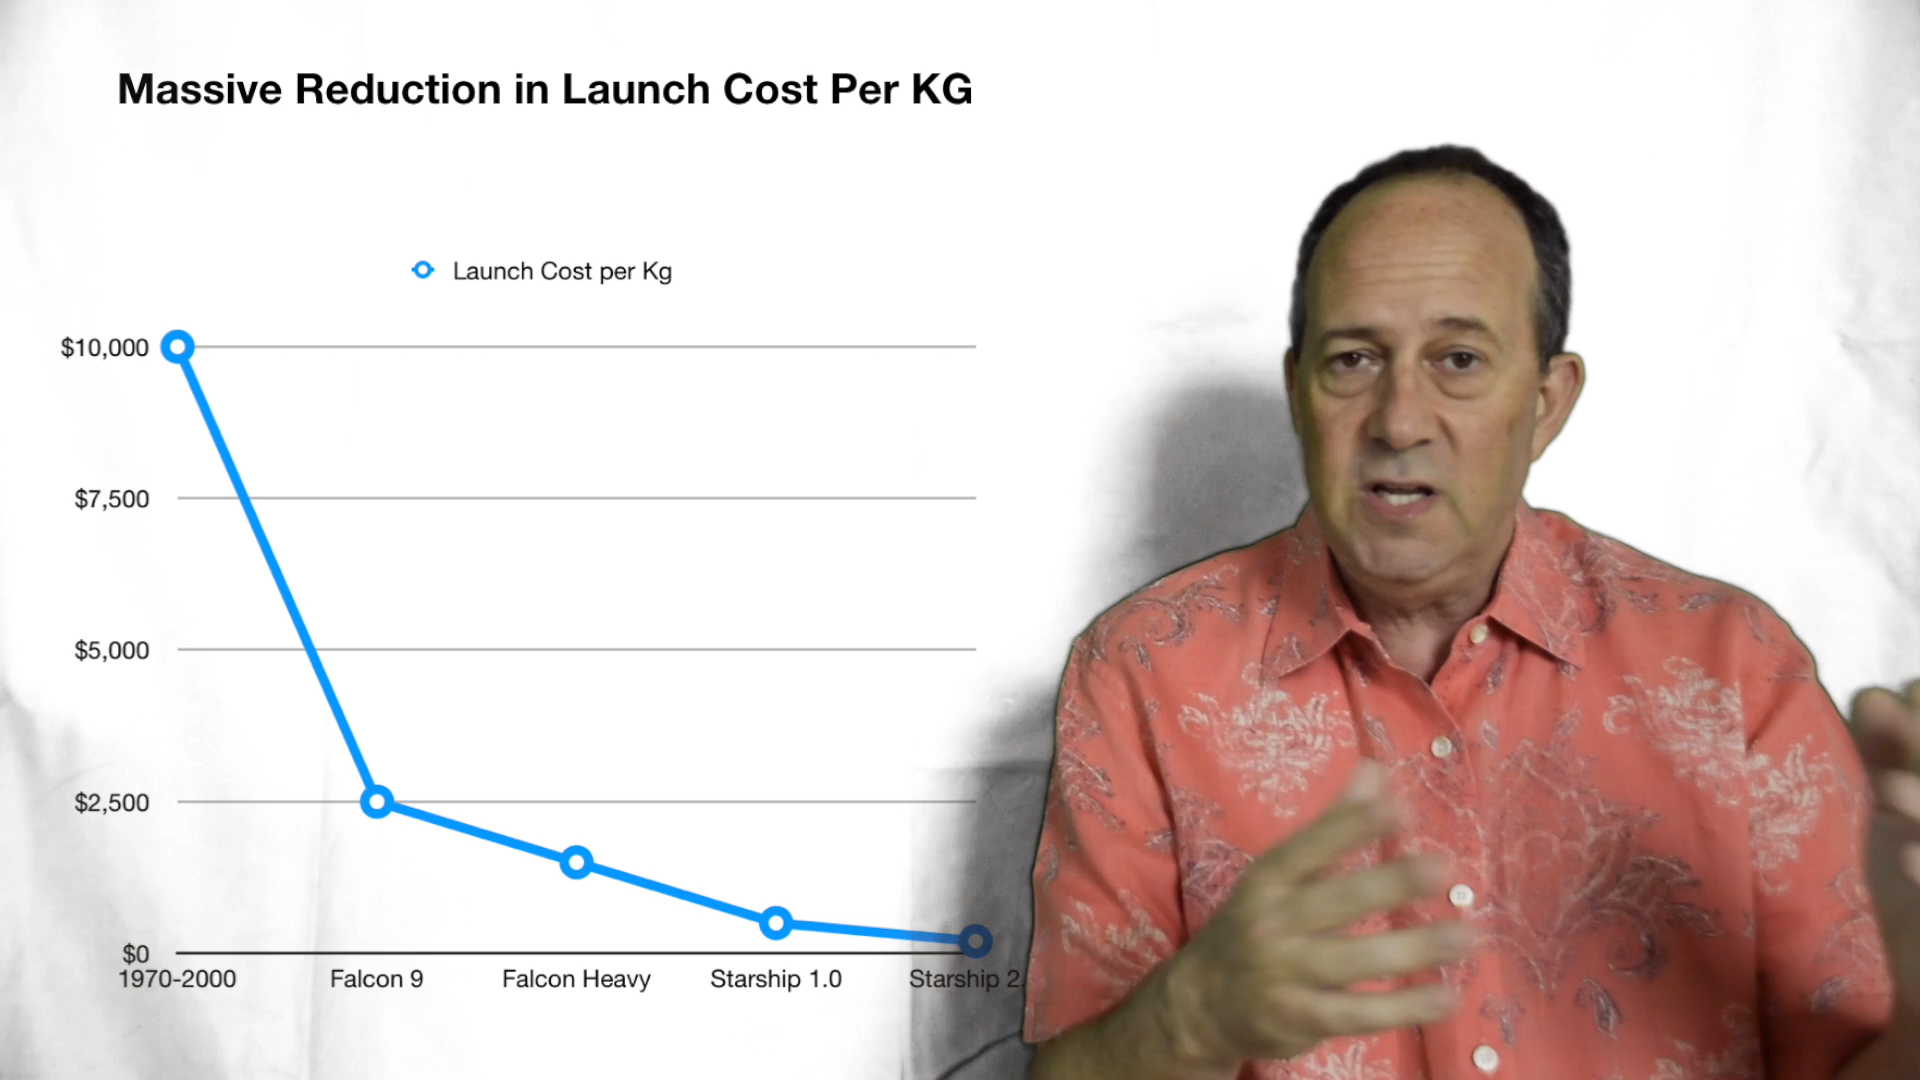 Massive Reduction in Launch Cost Per KG
Launch Cost per Kg
$10,000
$7,500
$5,000
$2,500
$0
1970-2000
Falcon 9
Falcon Heavy
Starship 1.0
Starship 2.